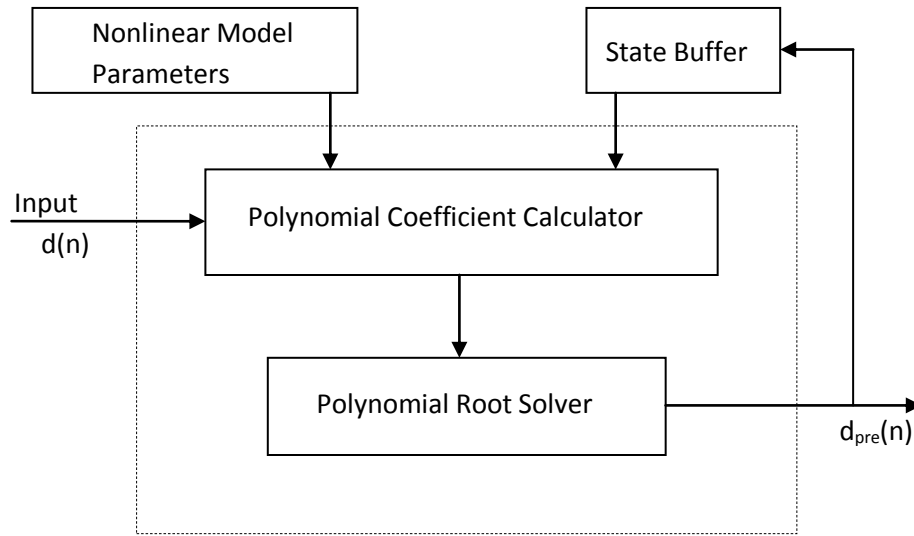 Nonlinear Model
Parameters
State Buffer
Input
d(n)
Polynomial Coefficient Calculator
Polynomial Root Solver
dpre(n)